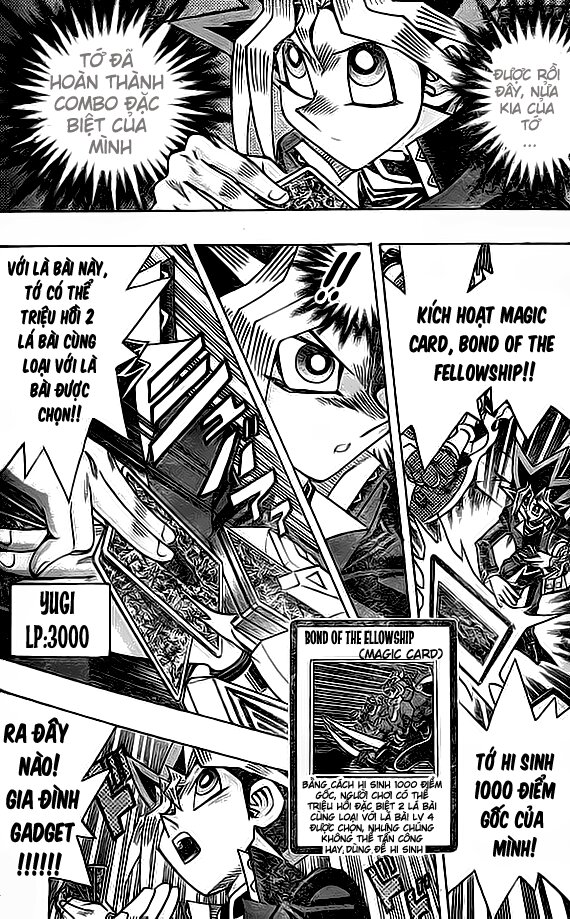 ĐƯỢC RỒI
ĐẤY, NỬA
KIA CỦA
TỚ
...
TỚ ĐÃ
HOÀN THÀNH
COMBO ĐẶC
BIỆT CỦA
MÌNH
KÍCH HOẠT MAGIC
CARD, BOND OF THE
FELLOWSHIP!!
!!
VỚI LÀ BÀI NÀY,
TỚ CÓ THỂ
TRIỆU HỒI 2
LÁ BÀI CÙNG
LOẠI VỚI LÀ
BÀI ĐƯỢC
CHỌN!!
YUGI
LP:3000
TỚ HI SINH
1000 ĐIỂM
GỐC CỦA
MÌNH!
BOND OF THE FELLOWSHIP
(MAGIC CARD)
BẰNG CÁCH HI SINH 1000 ĐIỂM
GỐC, NGƯỜI CHƠI CÓ THỂ
TRIỆU HỒI ĐẶC BIỆT 2 LÁ BÀI
CÙNG LOẠI VỚI LÁ BÀI LV 4
ĐƯỢC CHỌN, NHƯNG CHÚNG
KHÔNG THỂ TẤN CÔNG
HAY DÙNG ĐỂ HI SINH
RA ĐÂY
NÀO!
GIA ĐÌNH
GADGET
!!!!!!